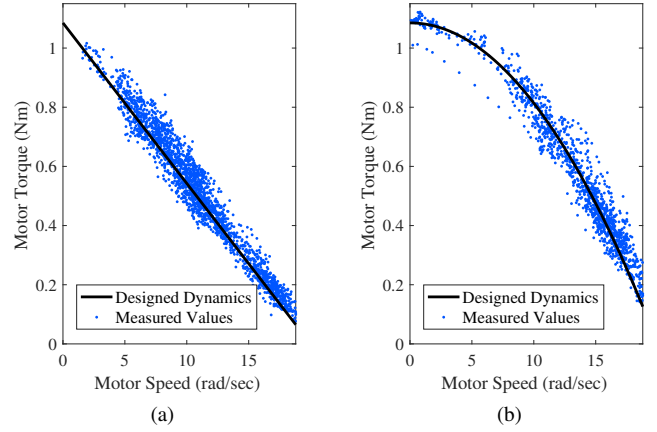 1
0.8
0.6
0.4
0.2
0
Motor Torque (Nm)
Designed Dynamics
Measured Values
0 5 10 15
Motor Speed (rad/sec)
(a)
1
0.8
0.6
0.4
0.2
0
Motor Torque (Nm)
Designed Dynamics
Measured Values
0 5 10 15
Motor Speed (rad/sec)
(b)